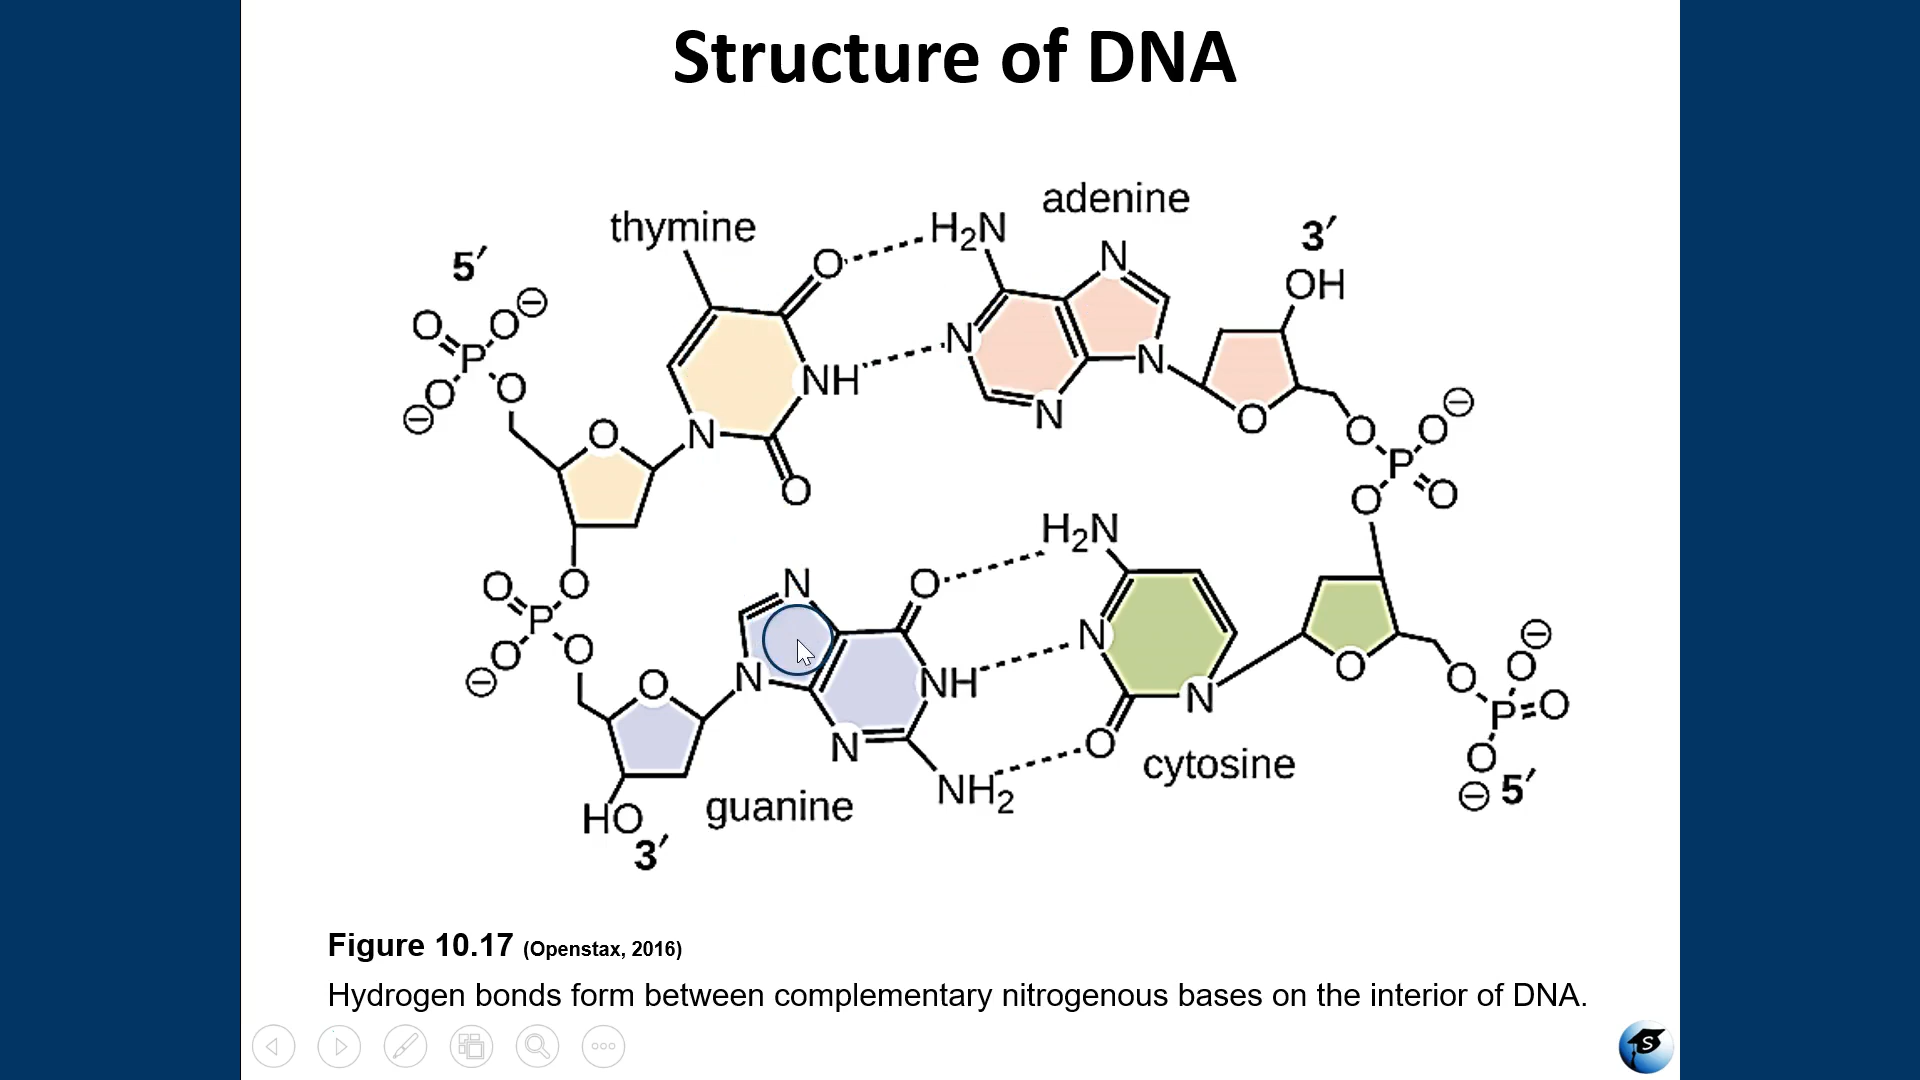 Structure of DNA
thymine
adenine
5′
3′
H₂N
O
N
OH
O
O
⊖
P
O
⊖
O
N
NH
N
N
O
O
N
O
O
O
⊖
P
O
O
H₂N
O
N
O
O
P
O
⊖
O
N
NH
N
N
O
O
N
NH₂
O
O
O
⊖
P
O
O
⊖
5′
cytosine
guanine
HO
3′
Figure 10.17 (Openstax, 2016)
Hydrogen bonds form between complementary nitrogenous bases on the interior of DNA.
S